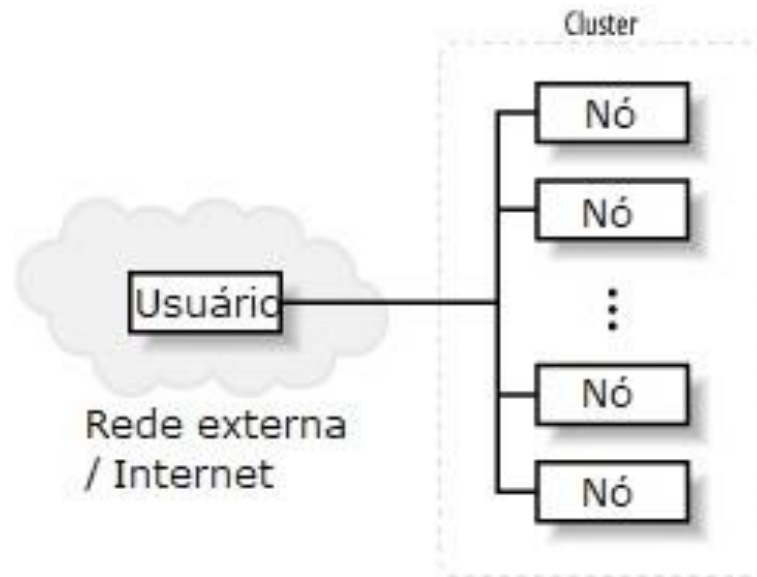 Cluster
Nó
Nó
Usuário
Nó
Nó
Rede externa
/ Internet